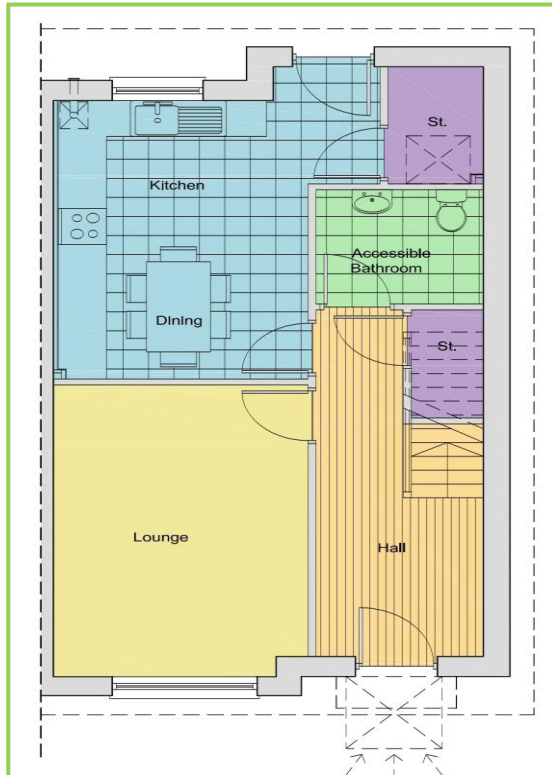 St.
Kitchen
Accessible
Bathroom
Dining
St.
Lounge
Hall